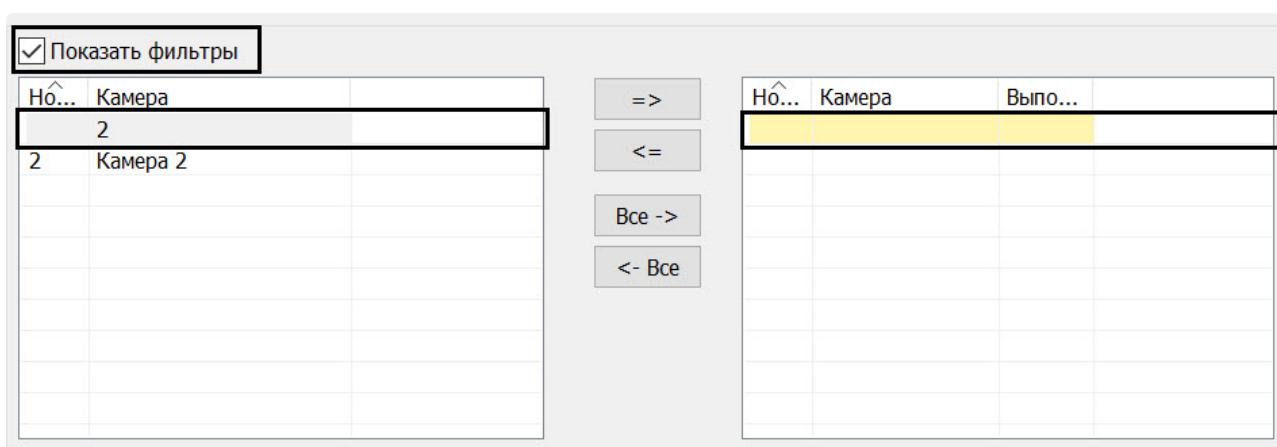 Показать фильтры
Но... Камера
2
2 Камера 2
=>
<=
Все ->
<- Все
Но... Камера Выпо...